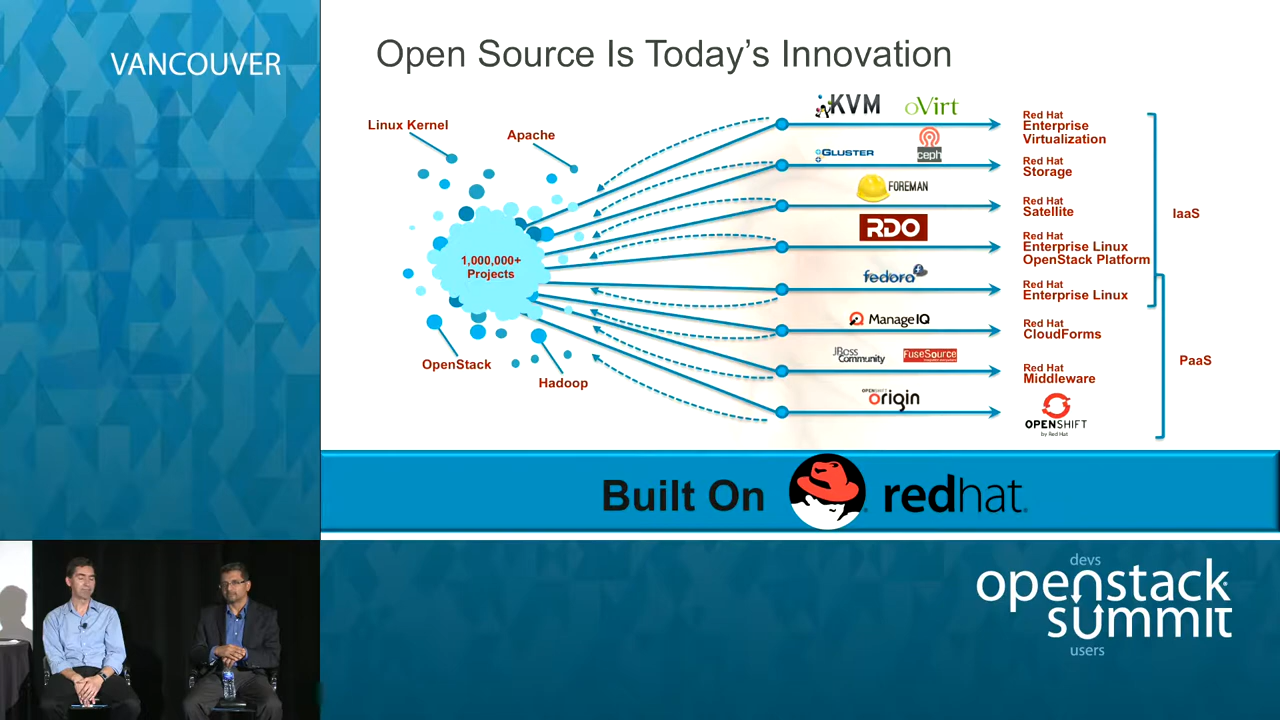 VANCOUVER
Open Source Is Today's Innovation
Linux Kernel
Apache
1,000,000+
Projects
OpenStack
Hadoop
KVM
oVirt
GLUSTER
ceph
FOREMAN
RDO
fedora
ManageIQ
JBoss
Community
FUSESOURCE
OPENSHIFT
origin
Red Hat
Enterprise
Virtualization
Red Hat
Storage
Red Hat
Satellite
Red Hat
Enterprise Linux
OpenStack Platform
Red Hat
Enterprise Linux
Red Hat
CloudForms
Red Hat
Middleware
OPENSHIFT
by Red Hat
IaaS
PaaS
Built On
redhat.
devs
openstack
summit
users